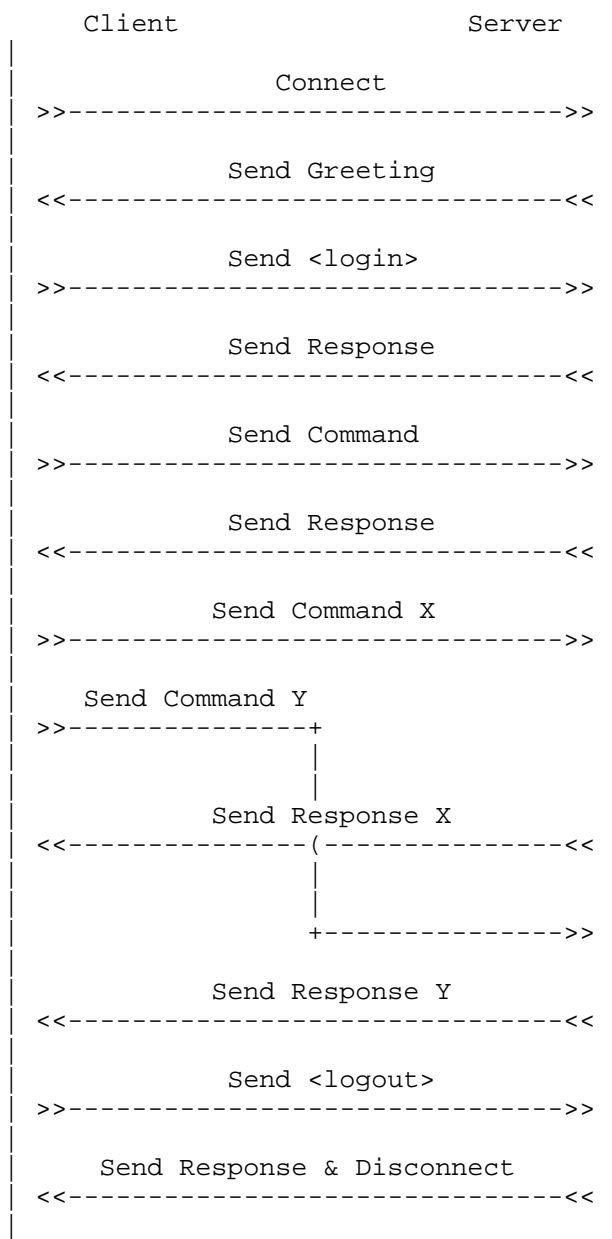 Client Server
Connect
>>------------------------------->>
Send Greeting
<<-------------------------------<<
Send <login>
>>------------------------------->>
Send Response
<<-------------------------------<<
Send Command
>>------------------------------->>
Send Response
<<-------------------------------<<
Send Command X
>>------------------------------->>
Send Command Y
>>---------------+
|
|
Send Response X
<<---------------(---------------<<
|
|
+--------------->>
Send Response Y
<<-------------------------------<<
Send <logout>
>>------------------------------->>
Send Response & Disconnect
<<-------------------------------<<